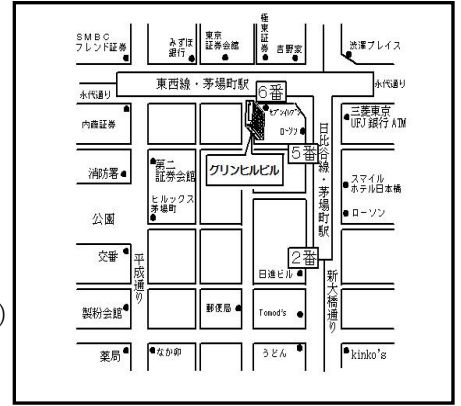 SMBC
フレンド証券
みずほ
銀行
東京
証券会館
極東証券
吉野家
渋澤プレイス
東西線・茅場町駅
永代通り
永代通り
6番
セブンイレブン
ローソン
三菱東京
UFJ銀行ATM
内藤証券
5番
日比谷線・茅場町駅
グリンヒルビル
消防署
第二
証券会館
ヒルックス
茅場町
スマイル
ホテル日本橋
ローソン
公園
2番
交番
平成通り
日進ビル
新大橋通り
製粉会館
郵便局
Tomod's
薬局
なか卯
うどん
kinko's
)